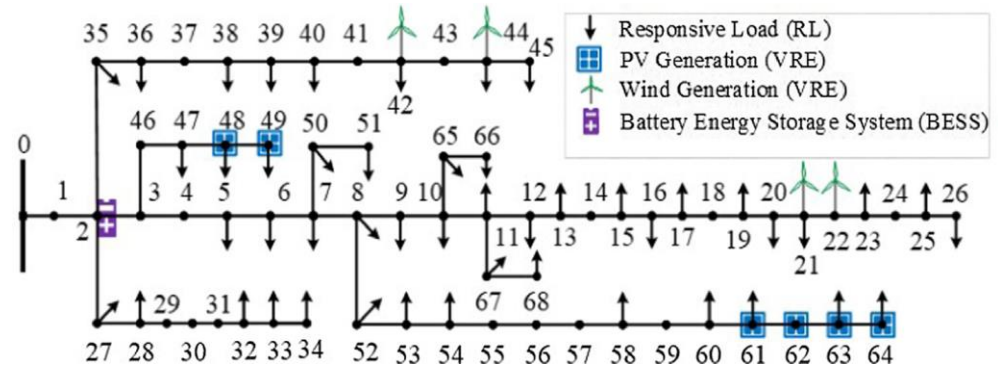 35 36 37 38 39 40 41 43 44 45
42
Responsive Load (RL)
PV Generation (VRE)
Wind Generation (VRE)
Battery Energy Storage System (BESS)
46 47 48 49 50 51
65 66
0 1 2 3 4 5 6 7 8 9 10 12 14 16 18 20 24 26
11 13 15 17 19 21 22 23 25
29 31 67 68
27 28 30 32 33 34 52 53 54 55 56 57 58 59 60 61 62 63 64